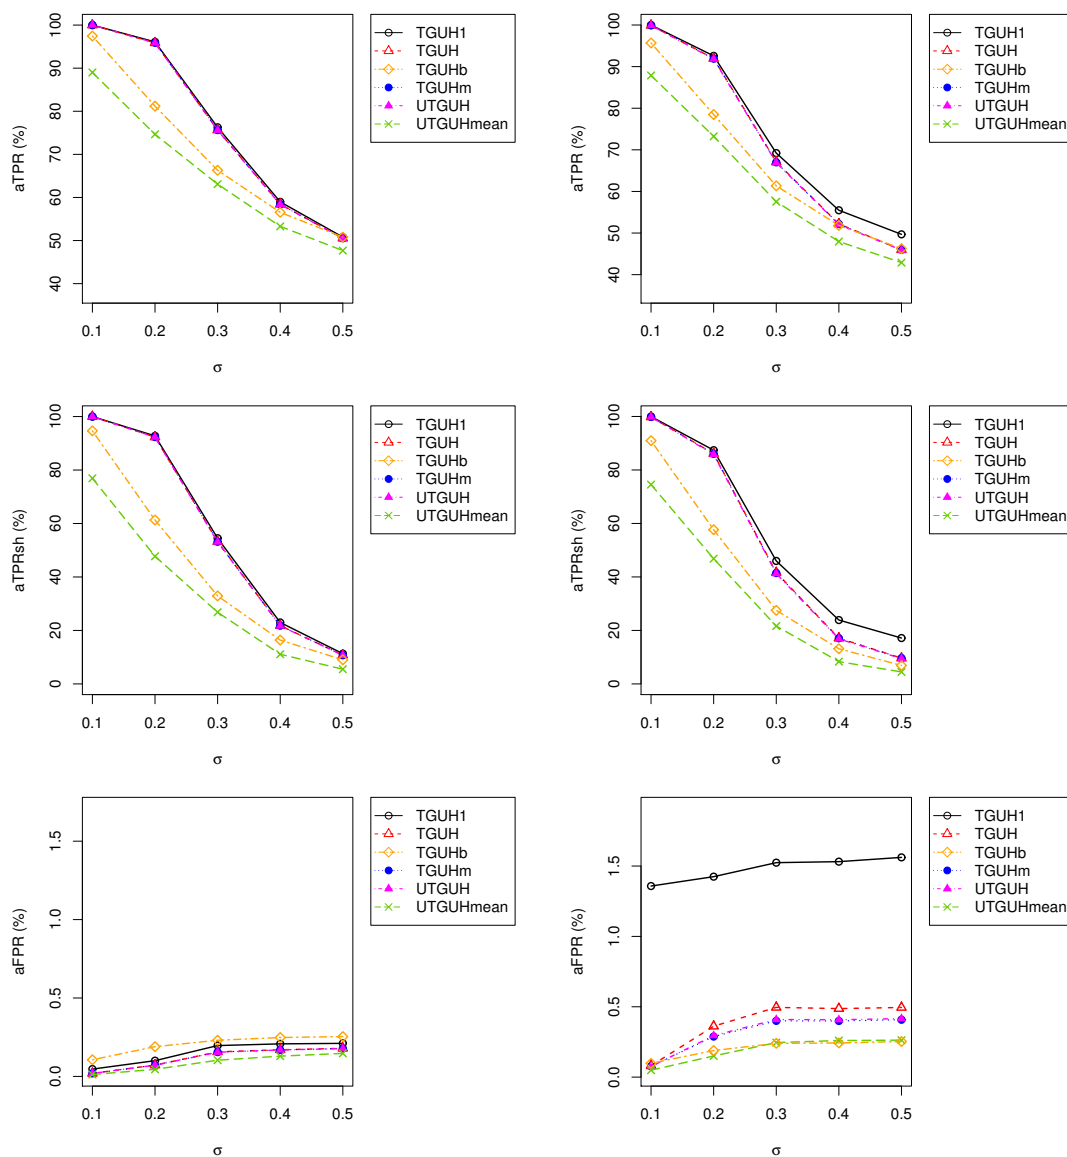 aTPR (%)
100
90
80
70
60
50
40
0.1 0.2 0.3 0.4 0.5
σ
TGUH1
TGUH
TGUHb
TGUHm
UTGUH
UTGUHmean
aTPR (%)
100
90
80
70
60
50
40
0.1 0.2 0.3 0.4 0.5
σ
TGUH1
TGUH
TGUHb
TGUHm
UTGUH
UTGUHmean
aTPRsh (%)
100
80
60
40
20
0
0.1 0.2 0.3 0.4 0.5
σ
TGUH1
TGUH
TGUHb
TGUHm
UTGUH
UTGUHmean
aTPRsh (%)
100
80
60
40
20
0
0.1 0.2 0.3 0.4 0.5
σ
TGUH1
TGUH
TGUHb
TGUHm
UTGUH
UTGUHmean
aFPR (%)
1.5
1.0
0.5
0.0
0.1 0.2 0.3 0.4 0.5
σ
TGUH1
TGUH
TGUHb
TGUHm
UTGUH
UTGUHmean
aFPR (%)
1.5
1.0
0.5
0.0
0.1 0.2 0.3 0.4 0.5
σ
TGUH1
TGUH
TGUHb
TGUHm
UTGUH
UTGUHmean